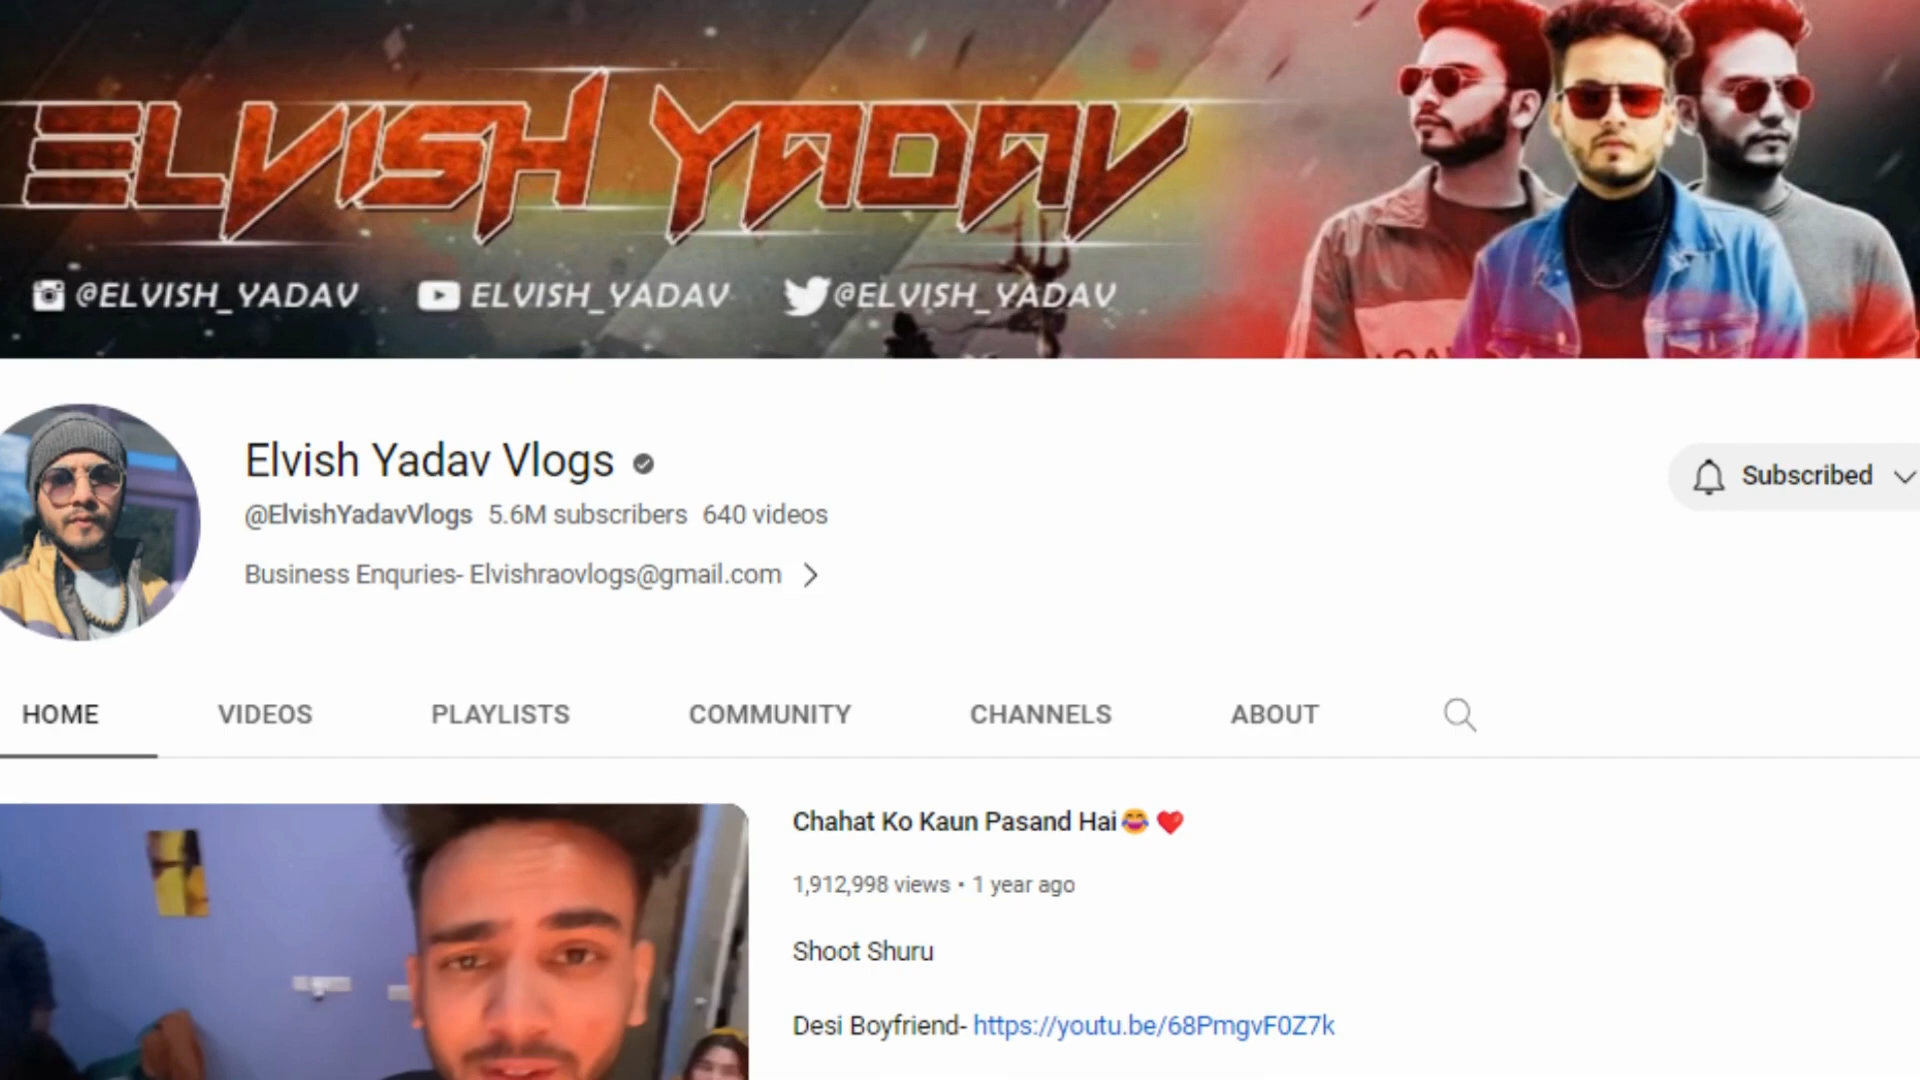 ELVISH YADAV
@ELVISH_YADAV ELVISH_YADAV @ELVISH_YADAV
Elvish Yadav Vlogs
@ElvishYadavVlogs 5.6M subscribers 640 videos
Subscribed
Business Enquries- Elvishraovlogs@gmail.com
HOME VIDEOS PLAYLISTS COMMUNITY CHANNELS ABOUT
Chahat Ko Kaun Pasand Hai😂❤️
1,912,998 views • 1 year ago
Shoot Shuru
Desi Boyfriend- https://youtu.be/68PmgvF0Z7k